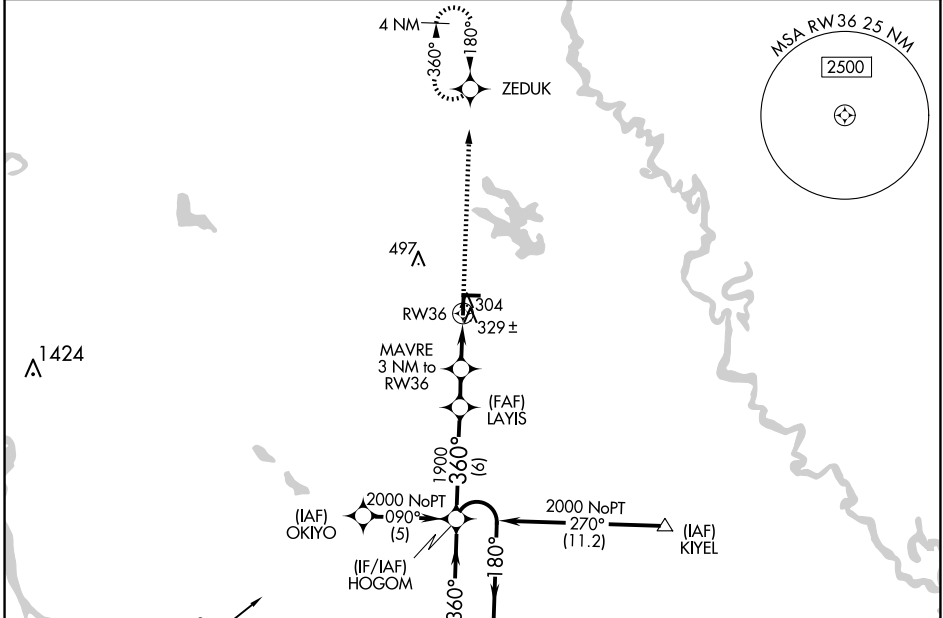 4 NM
360°
180°
ZEDUK
MSA RW36 25 NM
2500
497
RW36
304
329 ±
MAVRE
3 NM to
RW36
1424
(FAF)
LAYIS
1900
360°
(6)
2000 NoPT
090°
(5)
(IAF)
OKIYO
2000 NoPT
270°
(11.2)
(IAF)
KIYEL
(IF/IAF)
HOGOM
180°
360°